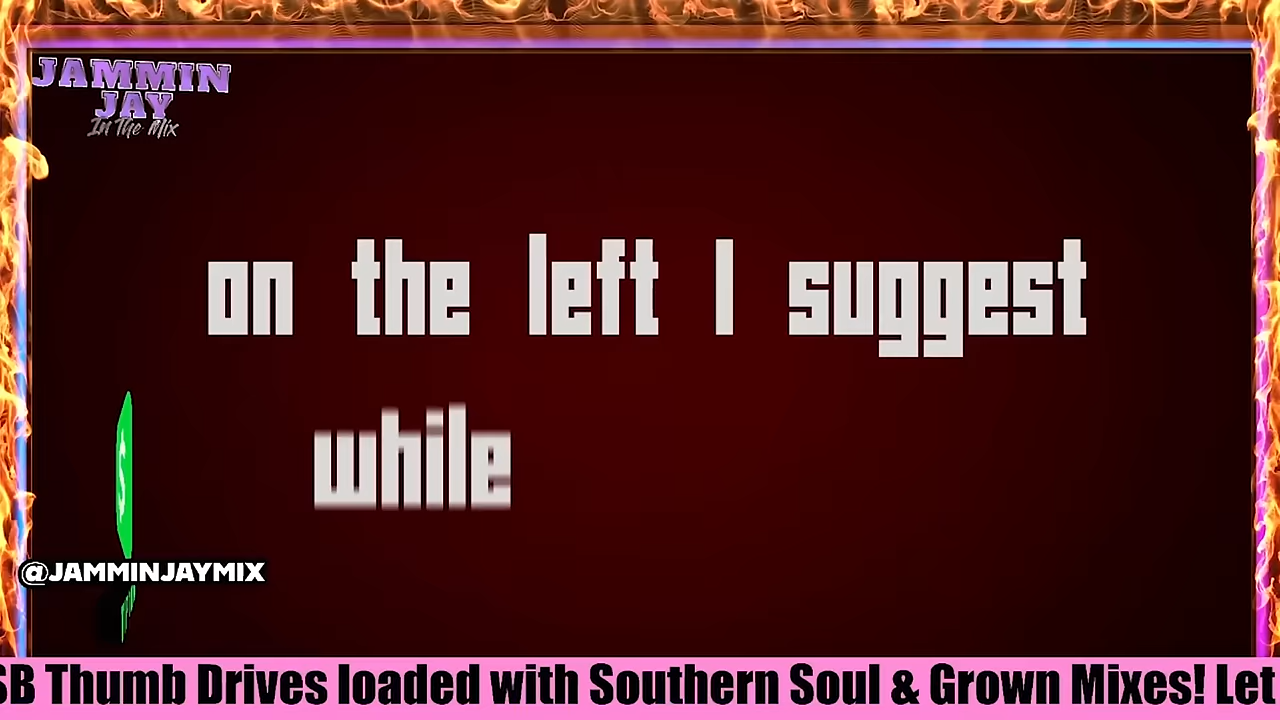 JAMMIN
JAY
In The Mix
on the left I suggest
while
$
@JAMMINJAYMIX
SB Thumb Drives loaded with Southern Soul & Grown Mixes! Let